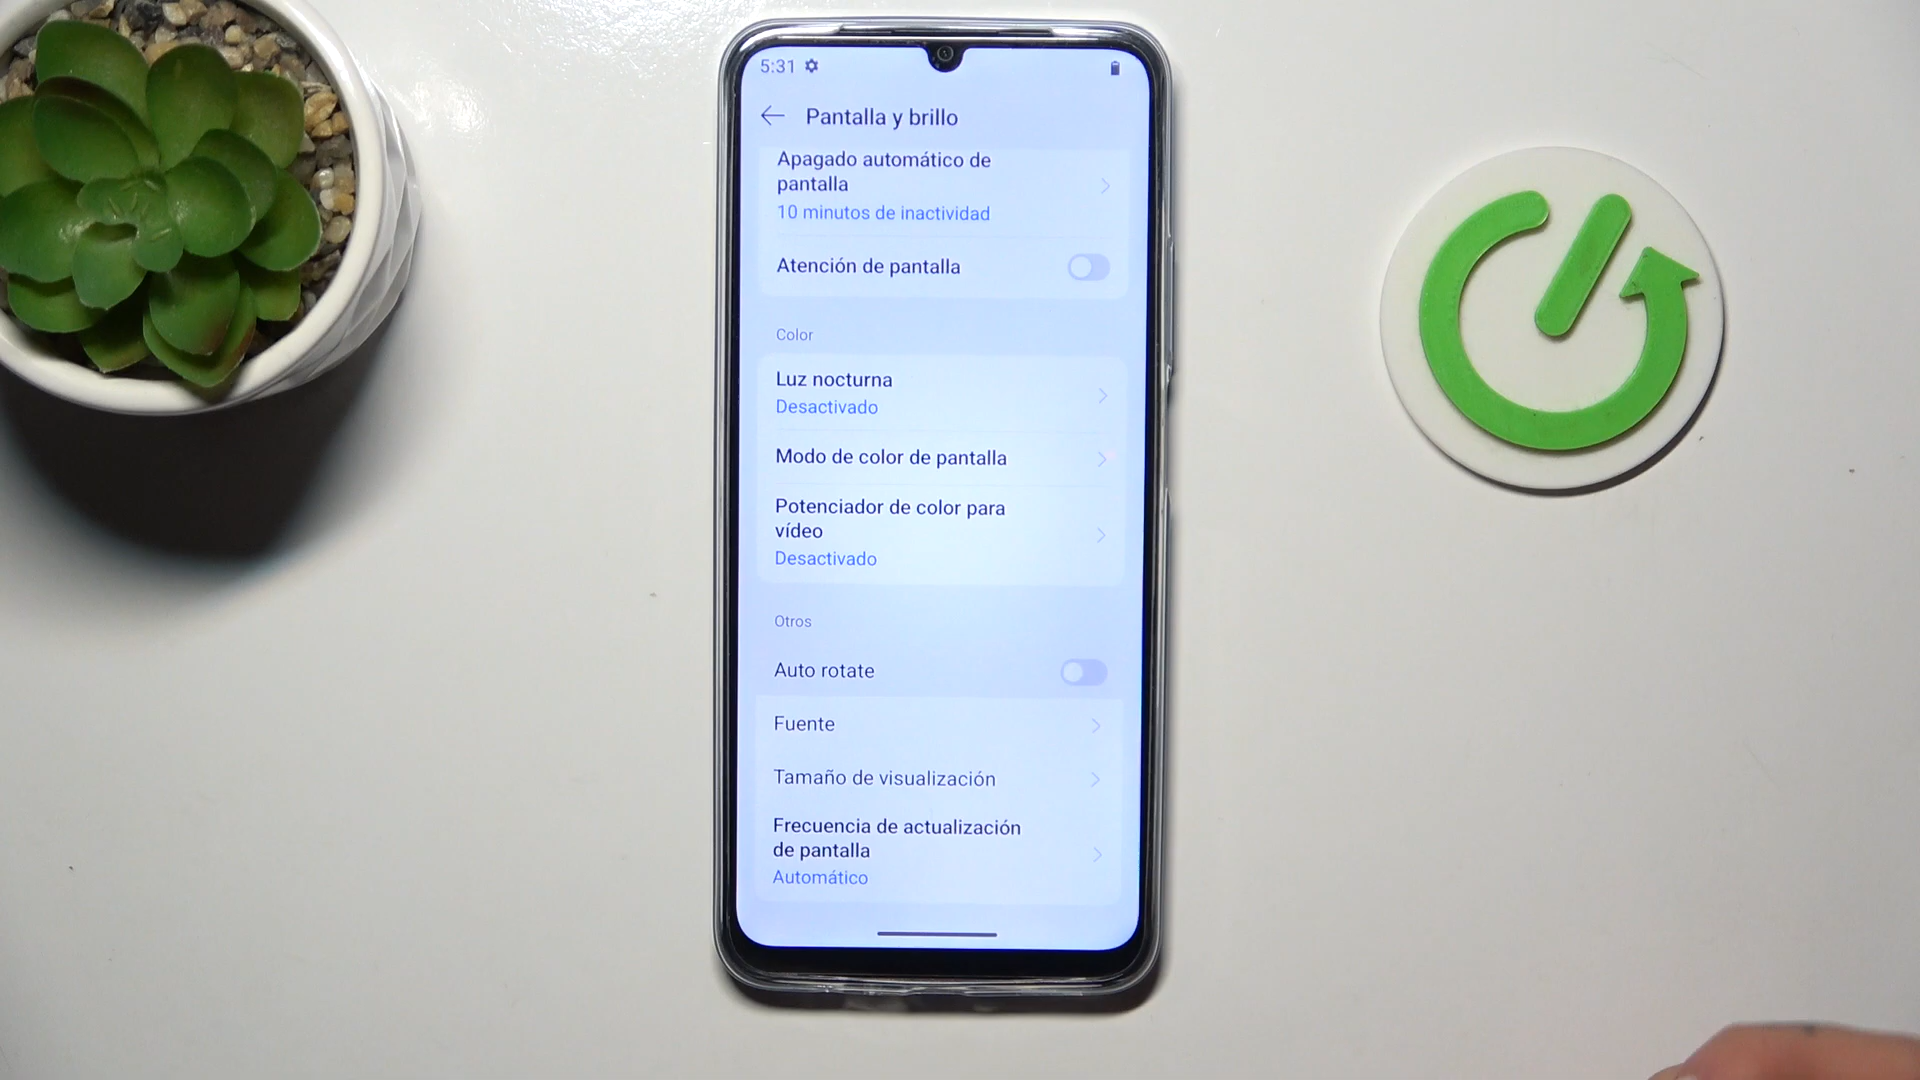 5:31
Pantalla y brillo
Apagado automático de
pantalla
10 minutos de inactividad
Atención de pantalla
Color
Luz nocturna
Desactivado
Modo de color de pantalla
Potenciador de color para
vídeo
Desactivado
Otros
Auto rotate
Fuente
Tamaño de visualización
Frecuencia de actualización
de pantalla
Automático